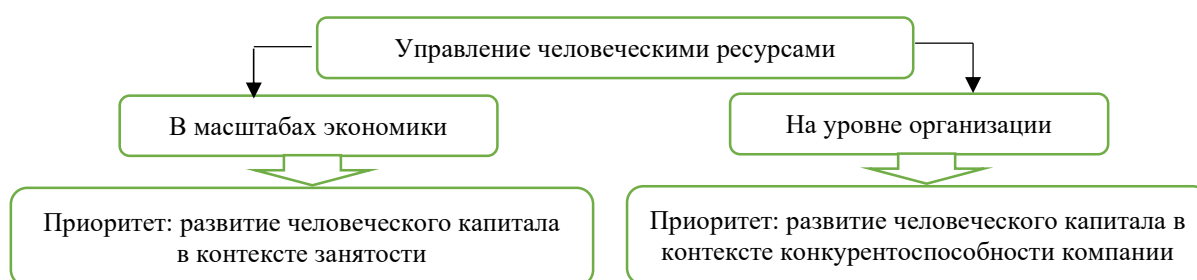 Управление человеческими ресурсами
В масштабах экономики
На уровне организации
Приоритет: развитие человеческого капитала
в контексте занятости
Приоритет: развитие человеческого капитала в
контексте конкурентоспособности компании